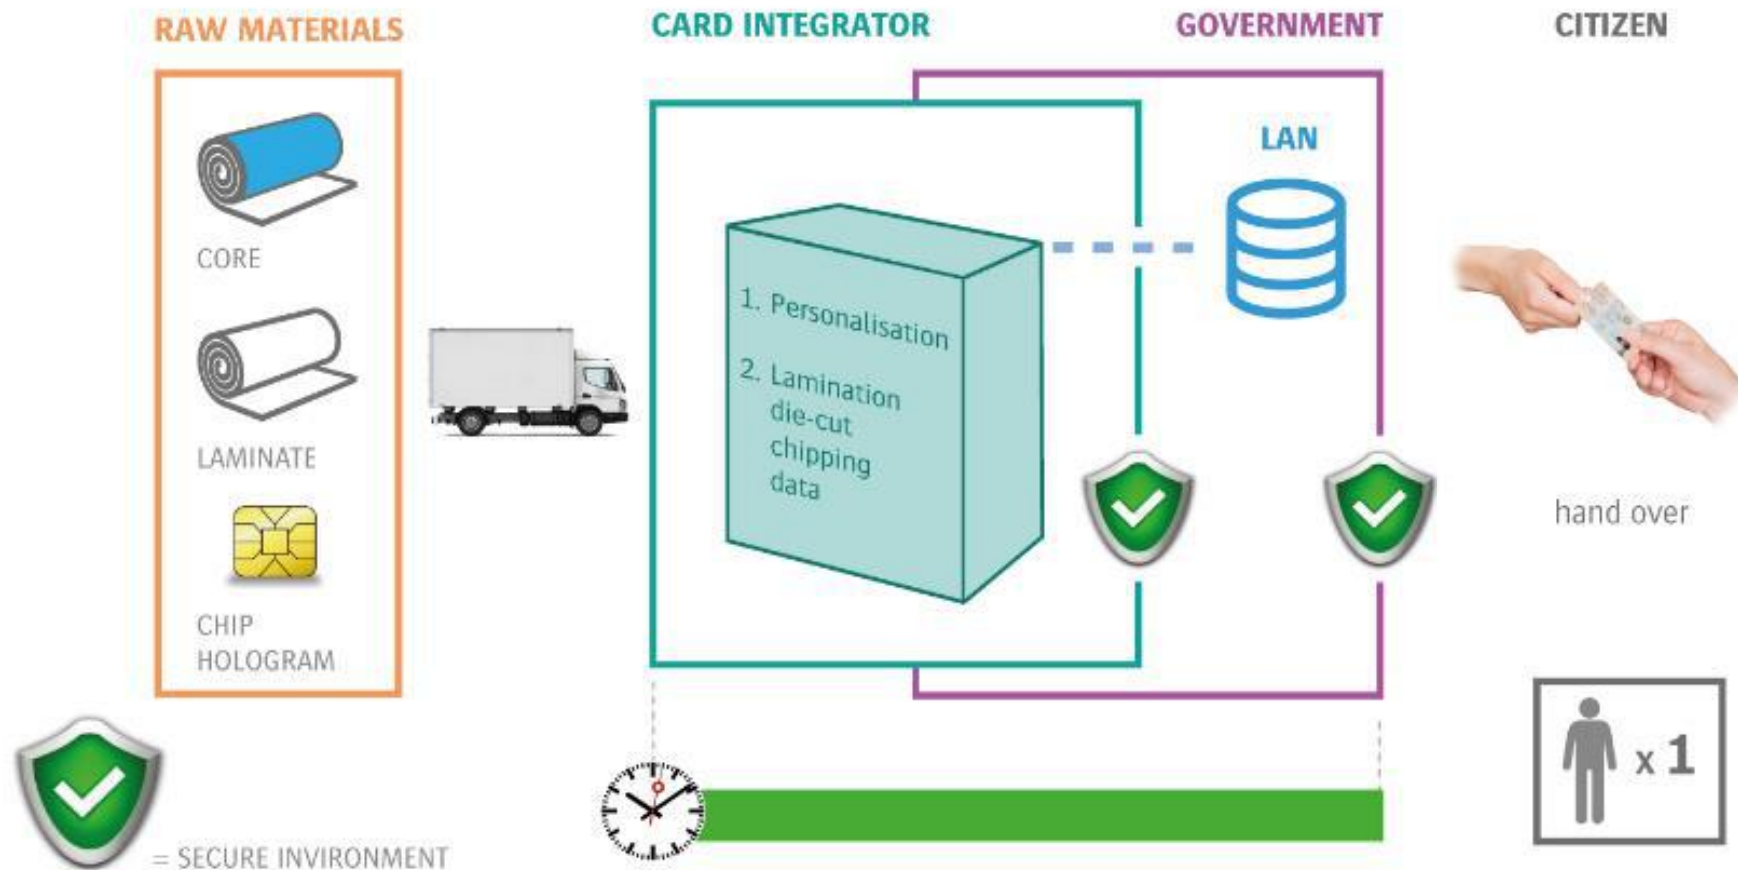 RAW MATERIALS
CARD INTEGRATOR
GOVERNMENT
CITIZEN
CORE
LAMINATE
CHIP
HOLOGRAM
1. Personalisation
2. Lamination
die-cut
chipping
data
LAN
hand over
x 1
= SECURE INVIRONMENT